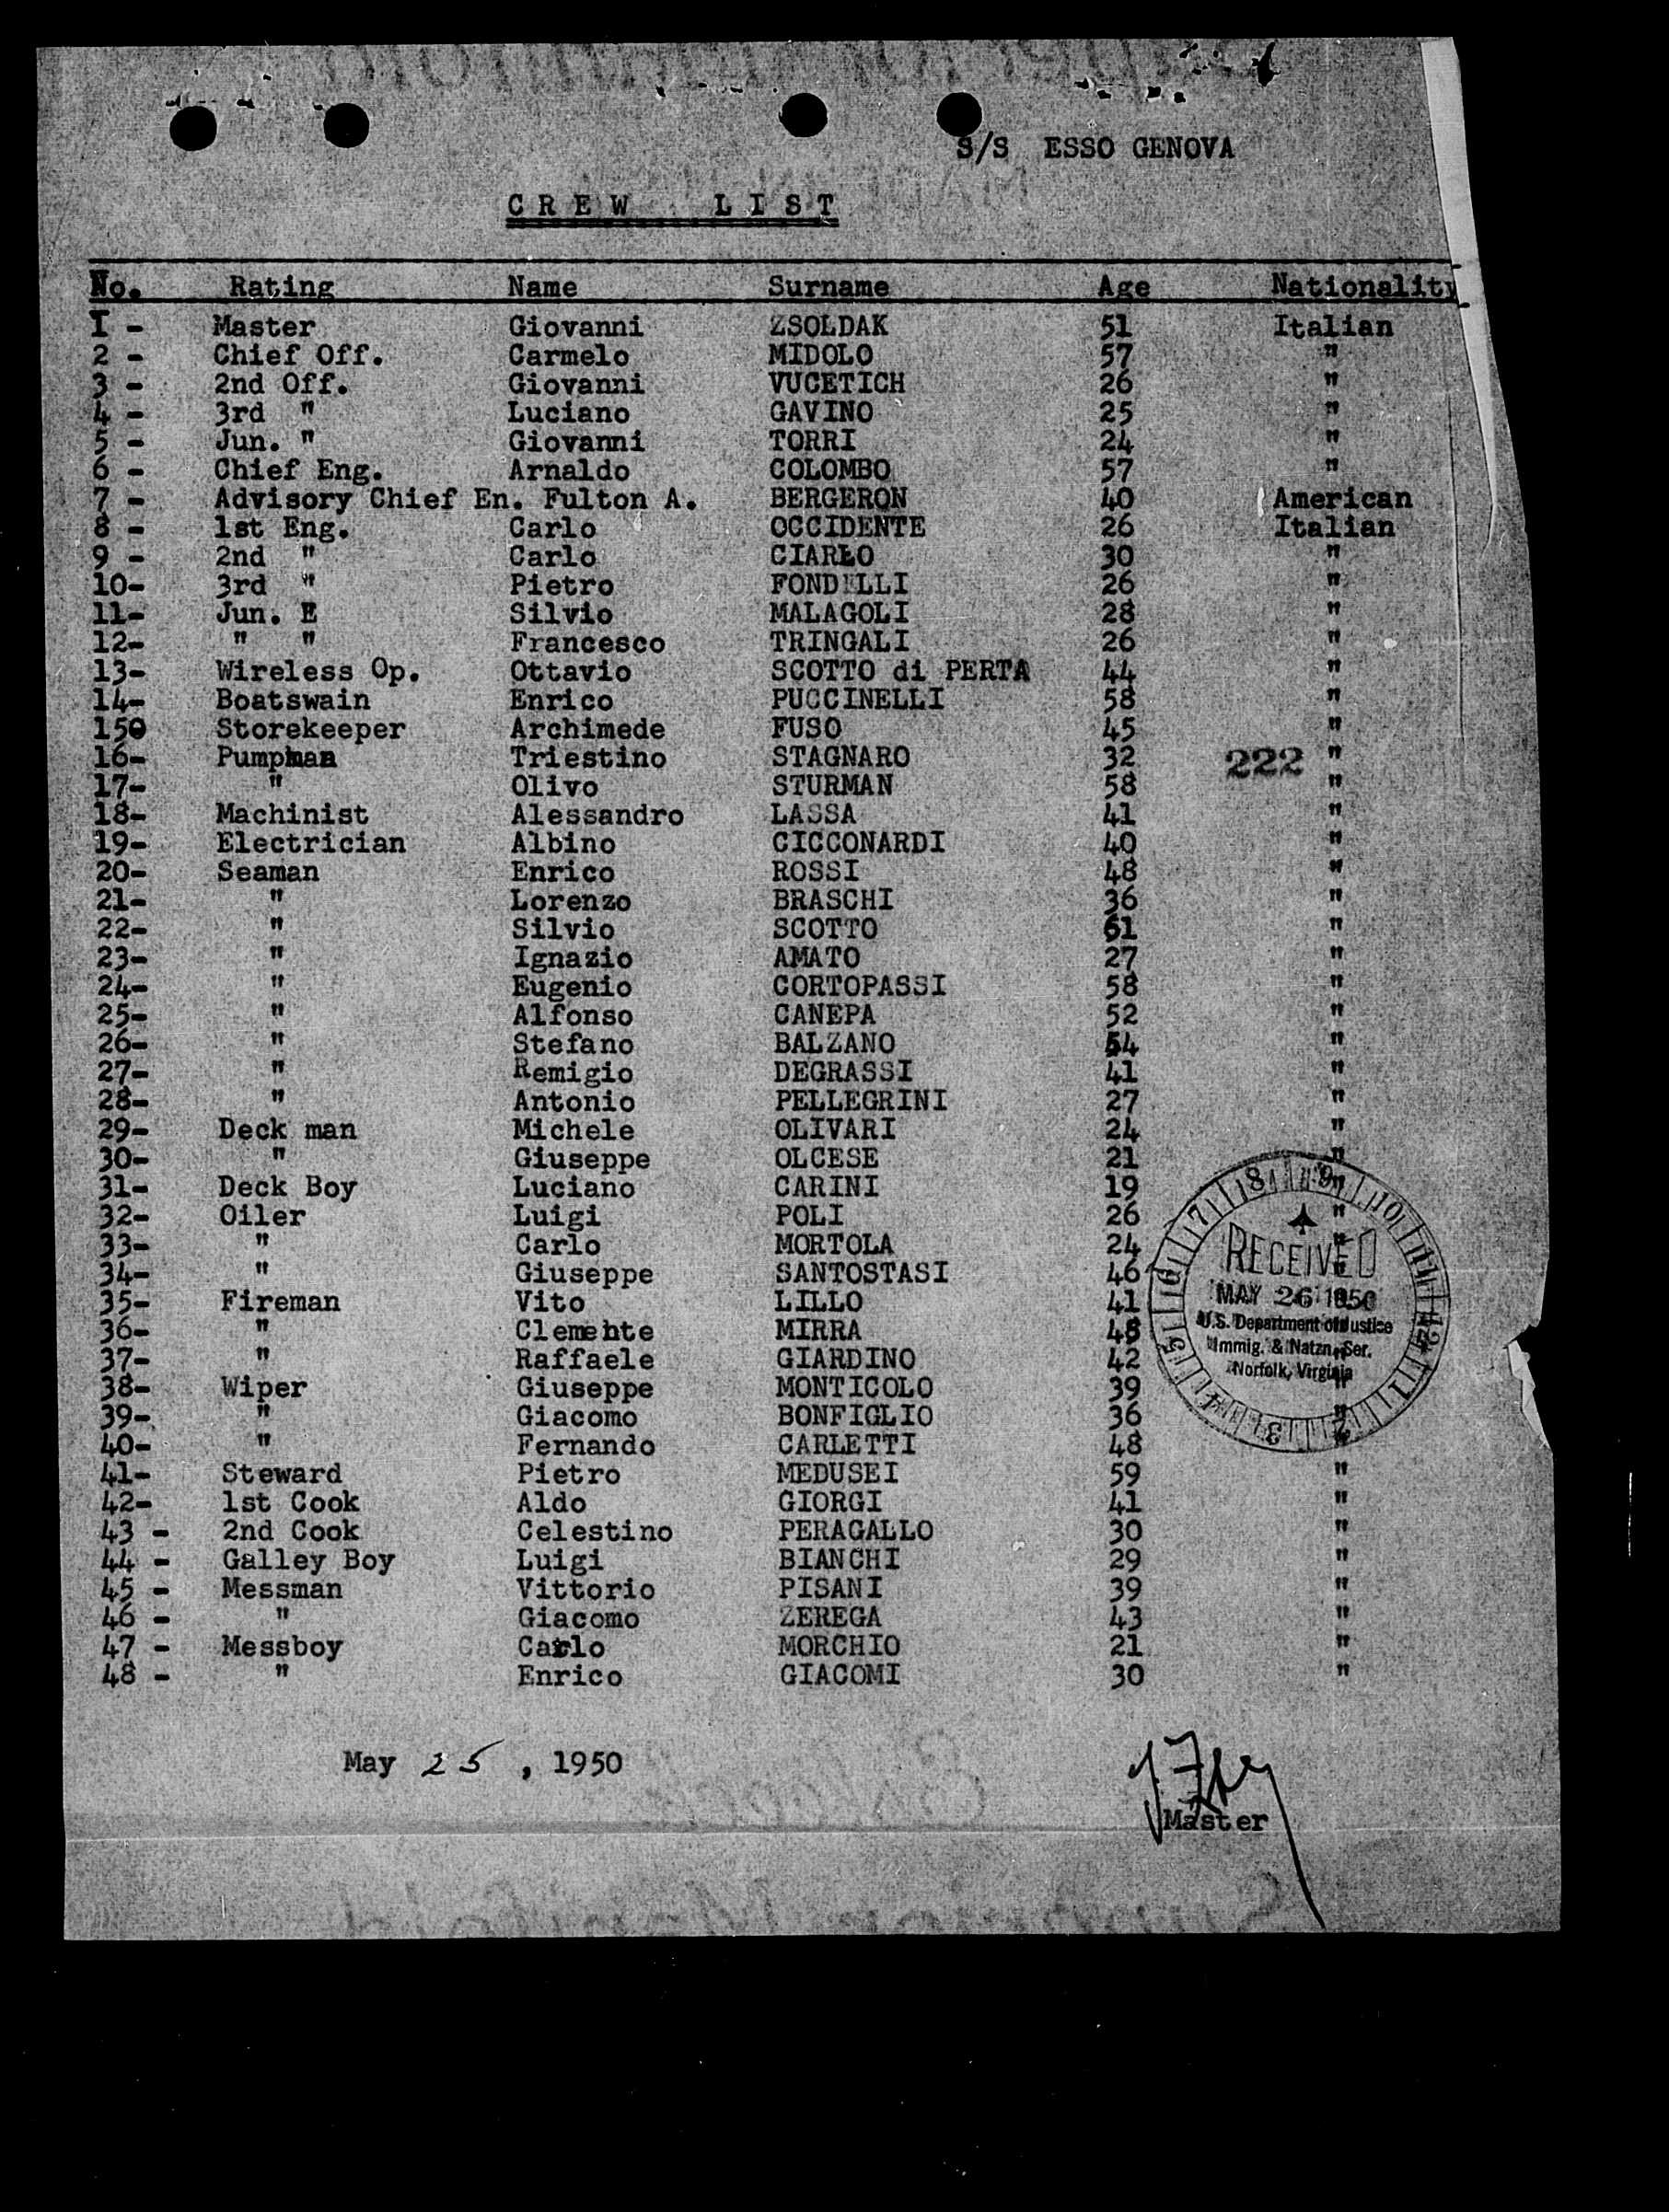 S/S ESSO GENOVA
CREW LIST
No. Rating Name Surname Age Nationality
I - Master Giovanni ZSOLDAK 51 Italian
2 - Chief Off. Carmelo MIDOLO 57 "
3 - 2nd Off. Giovanni VUCETICH 26 "
4 - 3rd " Luciano GAVINO 25 "
5 - Jun. " Giovanni TORRI 24 "
6 - Chief Eng. Arnaldo COLOMBO 57 "
7 - Advisory Chief En. Fulton A. BERGERON 40 American
8 - 1st Eng. Carlo OCCIDENTE 26 Italian
9 - 2nd " Carlo CIARLO 30 "
10- 3rd " Pietro FONDELLI 26 "
11- Jun. E Silvio MALAGOLI 28 "
12- " " Francesco TRINGALI 26 "
13- Wireless Op. Ottavio SCOTTO di PERTA 44 "
14- Boatswain Enrico PUCCINELLI 58 "
150 Storekeeper Archimede FUSO 45 "
16- Pumpman Triestino STAGNARO 32 222 "
17- " Olivo STURMAN 58 "
18- Machinist Alessandro LASSA 41 "
19- Electrician Albino CICCONARDI 40 "
20- Seaman Enrico ROSSI 48 "
21- " Lorenzo BRASCHI 36 "
22- " Silvio SCOTTO 51 "
23- " Ignazio AMATO 27 "
24- " Eugenio CORTOPASSI 58 "
25- " Alfonso CANEPA 52 "
26- " Stefano BALZANO 54 "
27- " Remigio DEGRASSI 41 "
28- " Antonio PELLEGRINI 27 "
29- Deck man Michele OLIVARI 24 "
30- " Giuseppe OLCESE 21 "
31- Deck Boy Luciano CARINI 19 "
32- Oiler Luigi POLI 26 "
33- " Carlo MORTOLA 24 "
34- " Giuseppe SANTOSTASI 46 "
35- Fireman Vito LILLO 41 "
36- " Clemente MIRRA 48 "
37- " Raffaele GIARDINO 42 "
38- Wiper Giuseppe MONTICOLO 39 "
39- " Giacomo BONFIGLIO 36 "
40- " Fernando CARLETTI 48 "
41- Steward Pietro MEDUSEI 59 "
42- 1st Cook Aldo GIORGI 41 "
43 - 2nd Cook Celestino PERAGALLO 30 "
44 - Galley Boy Luigi BIANCHI 29 "
45 - Messman Vittorio PISANI 39 "
46 - " Giacomo ZEREGA 43 "
47 - Messboy Carlo MORCHIO 21 "
48 - " Enrico GIACOMI 30 "
RECEIVED
MAY 26 1950
U.S. Department of Justice
Immig. & Natzn. Ser.
Norfolk, Virginia
May 25, 1950
Master